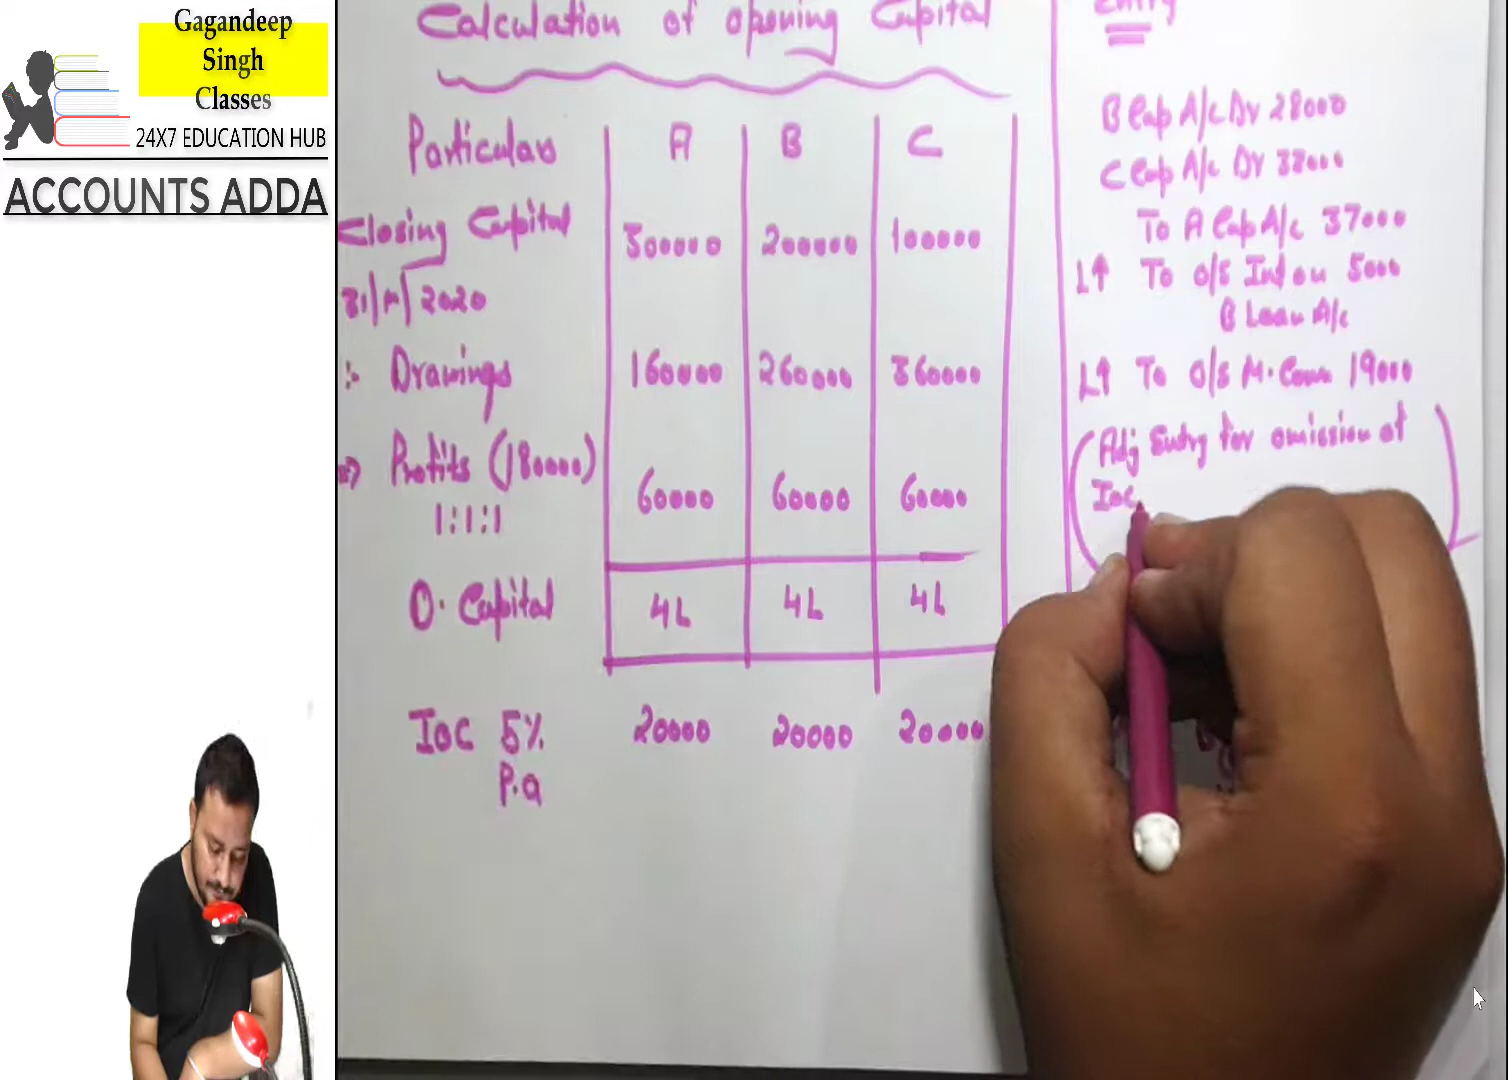 Gagandeep
Singh
Classes
24X7 EDUCATION HUB
ACCOUNTS ADDA
Calculation of opening Capital
Particulars A B C
Closing Capital 300000 200000 100000
31/M/2020
Drawings 160000 260000 360000
Profits (180000) 60000 60000 60000
1:1:1
O. Capital 4L 4L 4L
IOC 5% 20000 20000 20000
P.a
Entry
B Cap A/c Dr 28000
C Cap A/c Dr 33000
To A Cap A/c 37000
L↑ To O/S Int on 5000
B Loan A/c
L↑ To O/S M. Comm 19000
(Adj Entry for omission of
IOC,